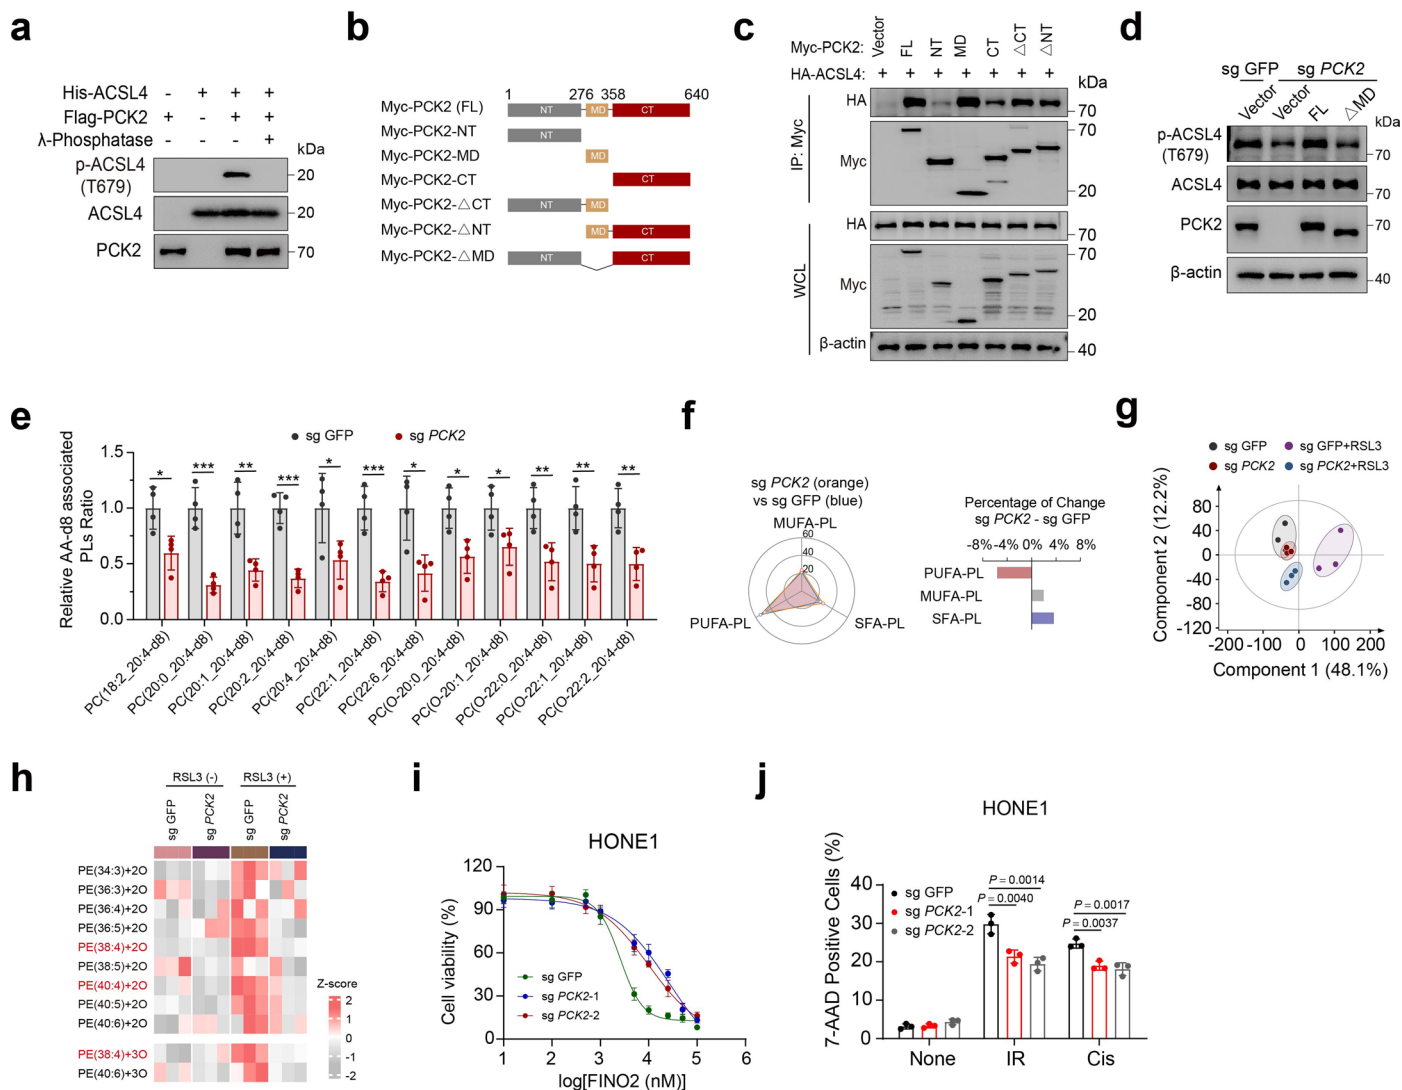 a
His-ACSL4 - + + +
Flag-PCK2 + - + +
λ-Phosphatase - - - +
kDa
p-ACSL4
(T679)
20
ACSL4
20
PCK2
70
b
1 276 358 640
Myc-PCK2 (FL) NT MD CT
Myc-PCK2-NT NT
Myc-PCK2-MD MD
Myc-PCK2-CT CT
Myc-PCK2-△CT NT MD
Myc-PCK2-△NT MD CT
Myc-PCK2-△MD NT CT
c
Myc-PCK2: Vector FL NT MD CT △CT △NT
HA-ACSL4: + + + + + + +
kDa
IP: Myc
HA
70
Myc
70
20
WCL
HA
70
Myc
70
20
β-actin
40
d
sg GFP sg PCK2
Vector Vector FL △MD
kDa
p-ACSL4
(T679)
70
ACSL4
70
PCK2
70
β-actin
40
e
sg GFP sg PCK2
Relative AA-d8 associated
PLs Ratio
1.5
1.0
0.5
0.0
* *** ** *** * *** * * * ** ** **
PC(18:2_20:4-d8)
PC(20:0_20:4-d8)
PC(20:1_20:4-d8)
PC(20:2_20:4-d8)
PC(20:4_20:4-d8)
PC(22:1_20:4-d8)
PC(22:6_20:4-d8)
PC(O-20:0_20:4-d8)
PC(O-20:1_20:4-d8)
PC(O-22:0_20:4-d8)
PC(O-22:1_20:4-d8)
PC(O-22:2_20:4-d8)
f
sg PCK2 (orange)
vs sg GFP (blue)
MUFA-PL
60
40
20
PUFA-PL
SFA-PL
Percentage of Change
sg PCK2 - sg GFP
-8% -4% 0% 4% 8%
PUFA-PL
MUFA-PL
SFA-PL
g
sg GFP sg GFP+RSL3
sg PCK2 sg PCK2+RSL3
Component 2 (12.2%)
80
40
0
-40
-80
-120
-200 -100 0 100 200
Component 1 (48.1%)
h
RSL3 (-) RSL3 (+)
sg GFP sg PCK2 sg GFP sg PCK2
PE(34:3)+2O
PE(36:3)+2O
PE(36:4)+2O
PE(36:5)+2O
PE(38:4)+2O
PE(38:5)+2O
PE(40:4)+2O
PE(40:5)+2O
PE(40:6)+2O
PE(38:4)+3O
PE(40:6)+3O
Z-score
2
1
0
-1
-2
i
HONE1
Cell viability (%)
120
90
60
30
0
sg GFP
sg PCK2-1
sg PCK2-2
1 2 3 4 5 6
log[FINO2 (nM)]
j
HONE1
7-AAD Positive Cells (%)
40
30
20
10
0
sg GFP
sg PCK2-1
sg PCK2-2
P = 0.0014
P = 0.0040
P = 0.0017
P = 0.0037
None IR Cis